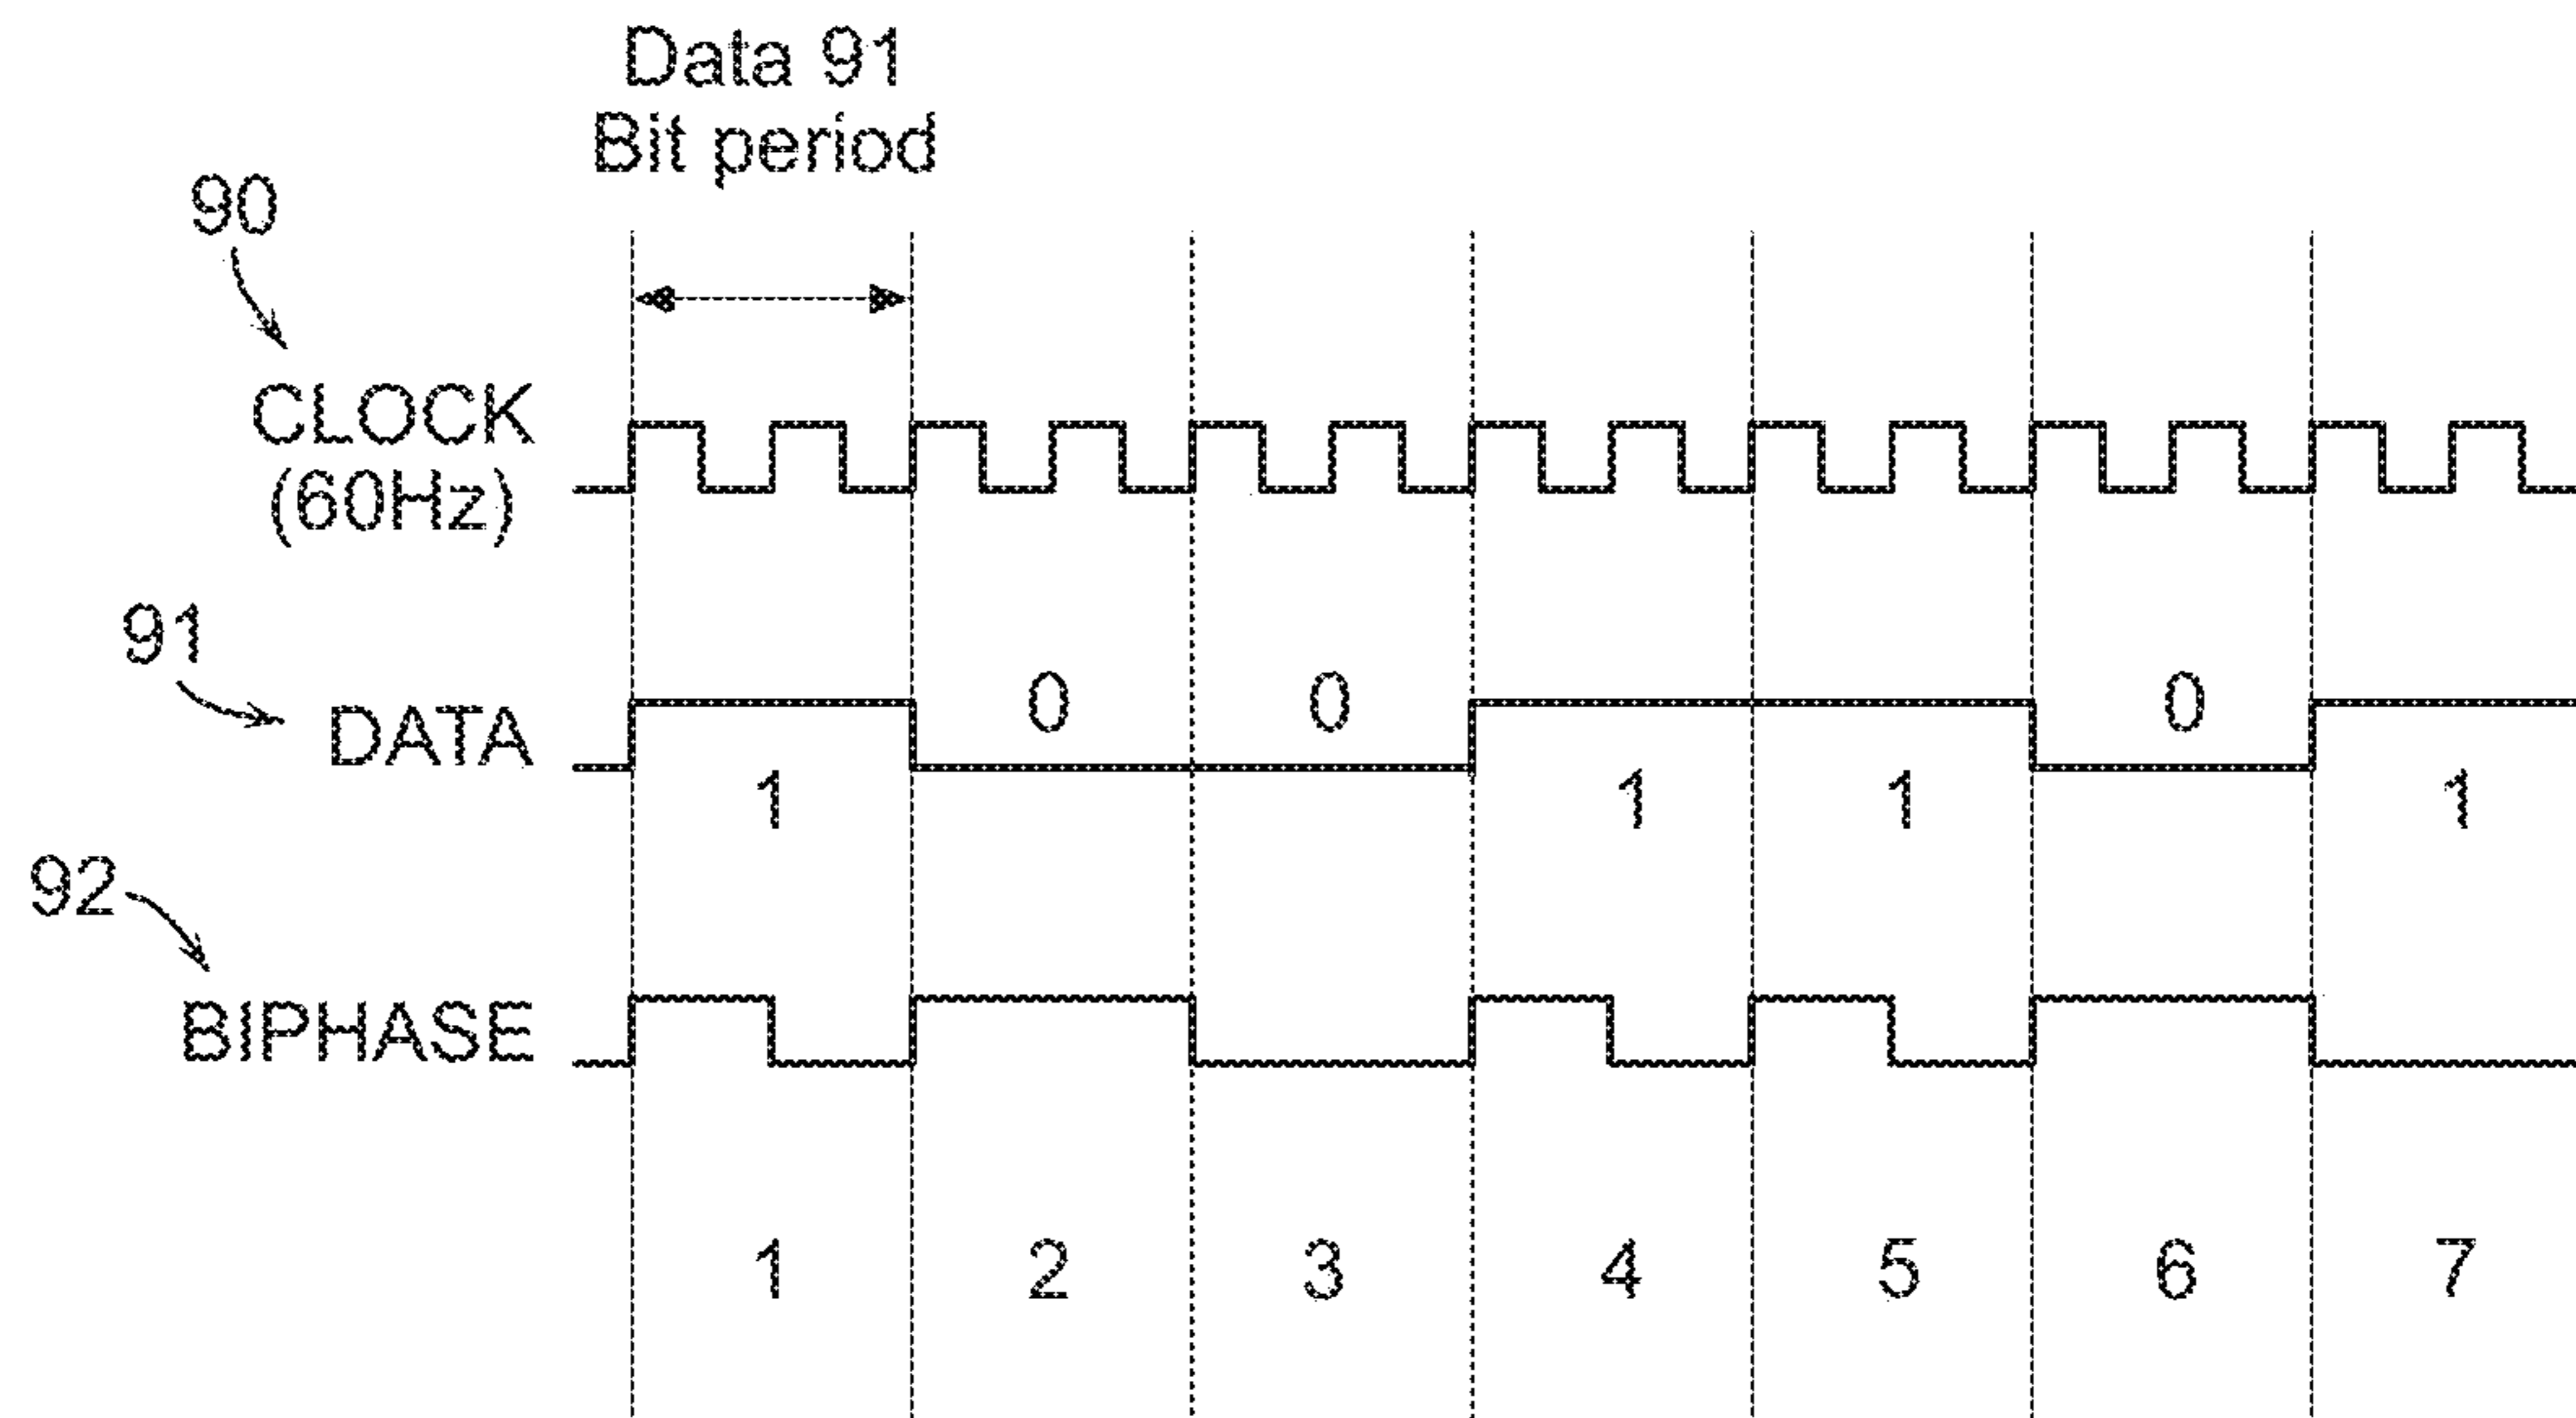 Data 91
Bit period
90
CLOCK
(60Hz)
91
DATA
1 0 0 1 1 0 1
92
BIPHASE
1 2 3 4 5 6 7